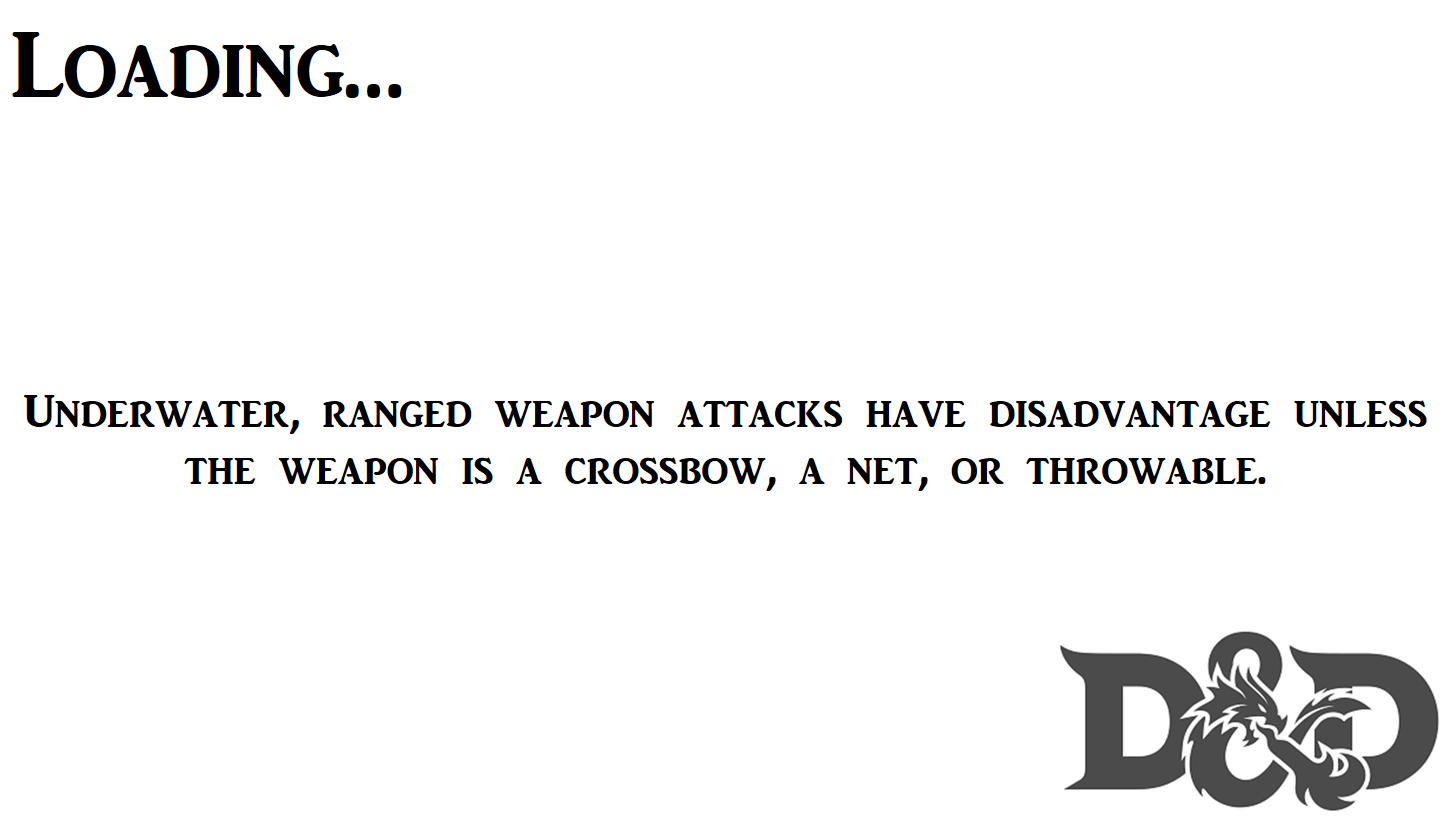 Loading...
Underwater, ranged weapon attacks have disadvantage unless
the weapon is a crossbow, a net, or throwable.
D&D